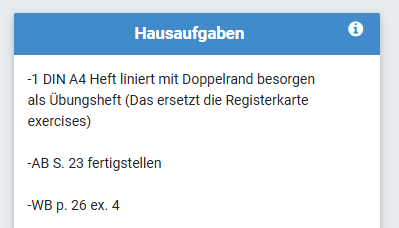 Hausaufgaben
-1 DIN A4 Heft liniert mit Doppelrand besorgen
als Übungsheft (Das ersetzt die Registerkarte
exercises)
-AB S. 23 fertigstellen
-WB p. 26 ex. 4